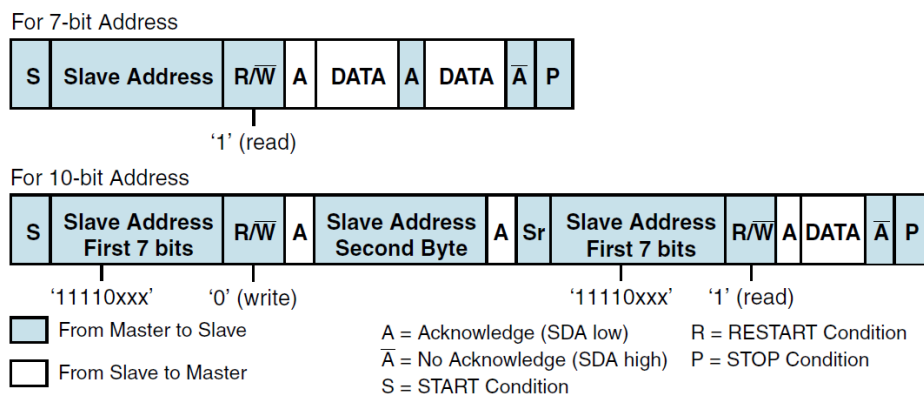 For 7-bit Address
S Slave Address R/W̅ A DATA A DATA A̅ P
‘1’ (read)
For 10-bit Address
S Slave Address First 7 bits R/W̅ A Slave Address Second Byte A Sr Slave Address First 7 bits R/W̅ A DATA A̅ P
‘11110xxx’ ‘0’ (write) ‘11110xxx’ ‘1’ (read)
From Master to Slave
From Slave to Master
A = Acknowledge (SDA low)
A̅ = No Acknowledge (SDA high)
S = START Condition
R = RESTART Condition
P = STOP Condition